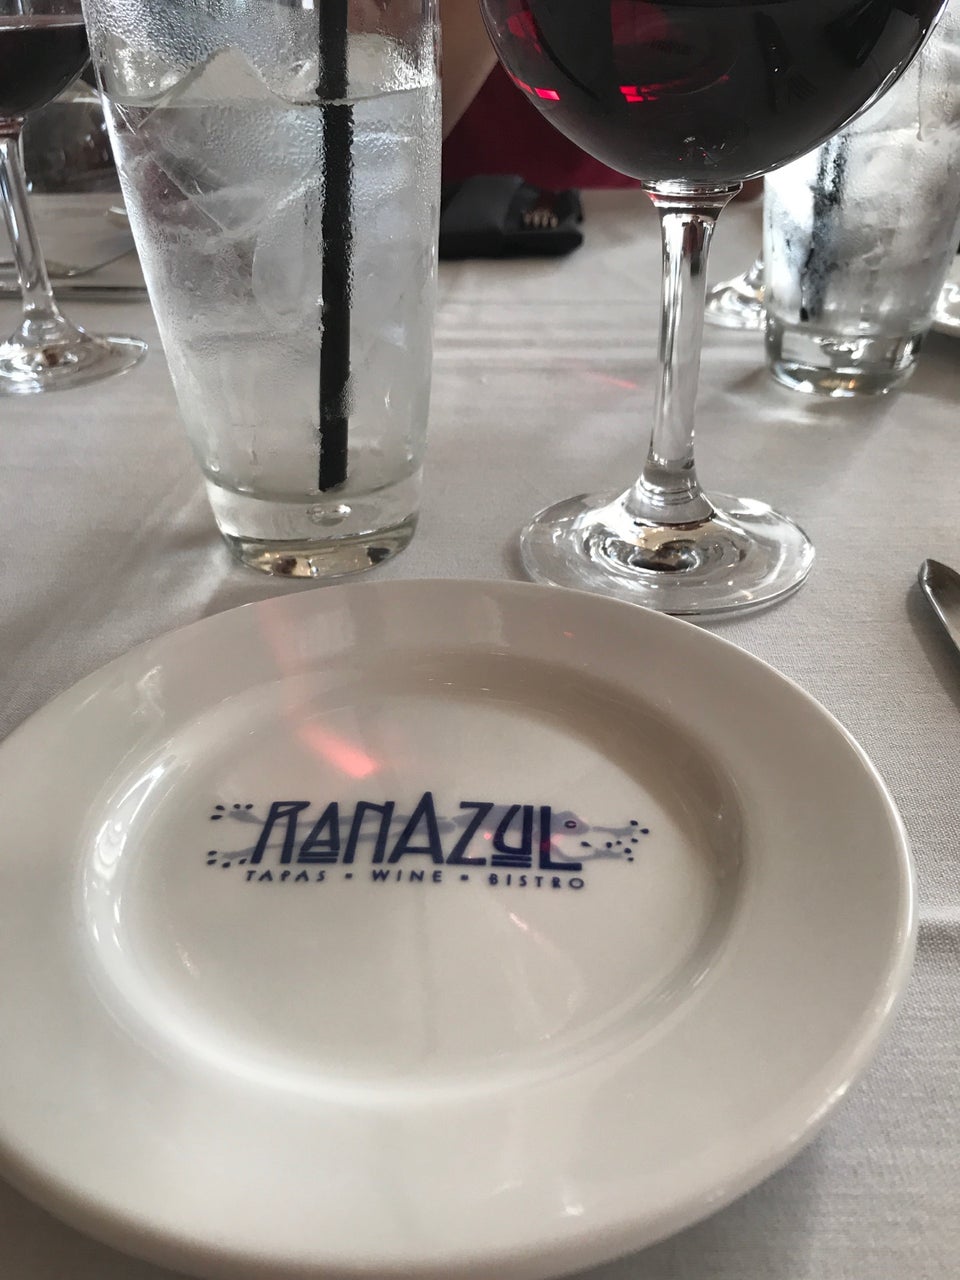 RANAZUL
TAPAS • WINE • BISTRO